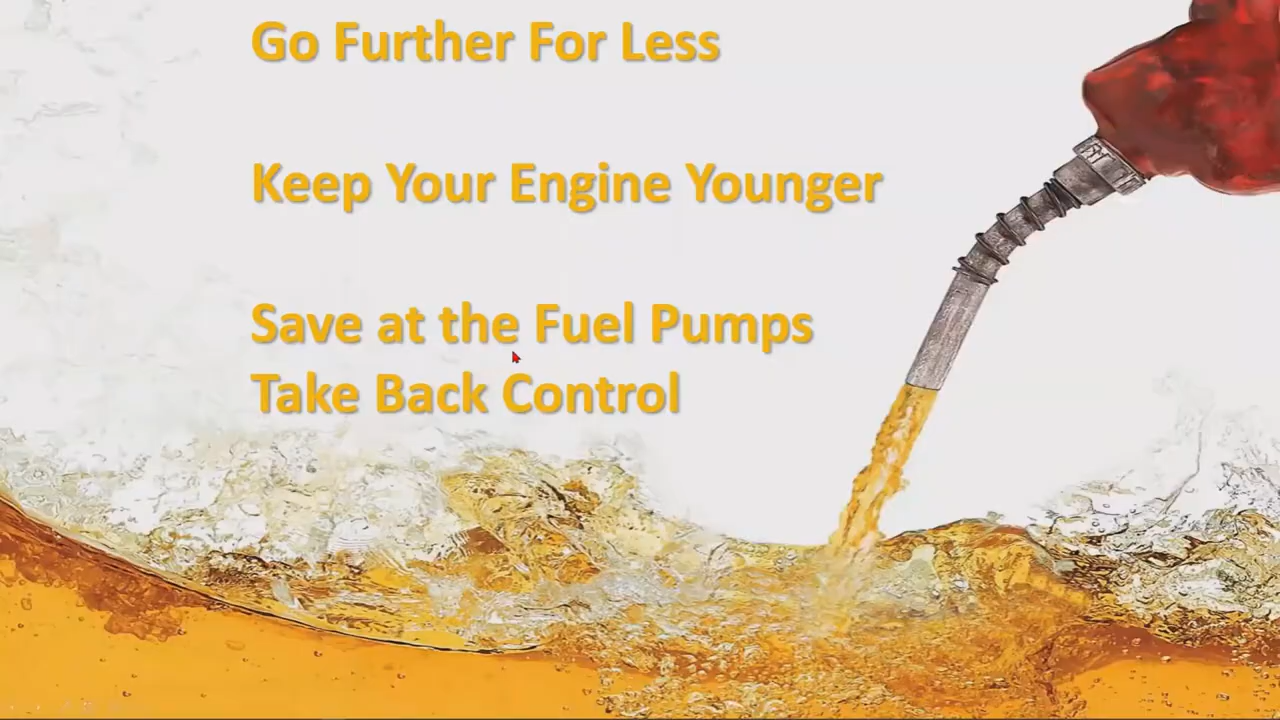 Go Further For Less
Keep Your Engine Younger
Save at the Fuel Pumps
Take Back Control